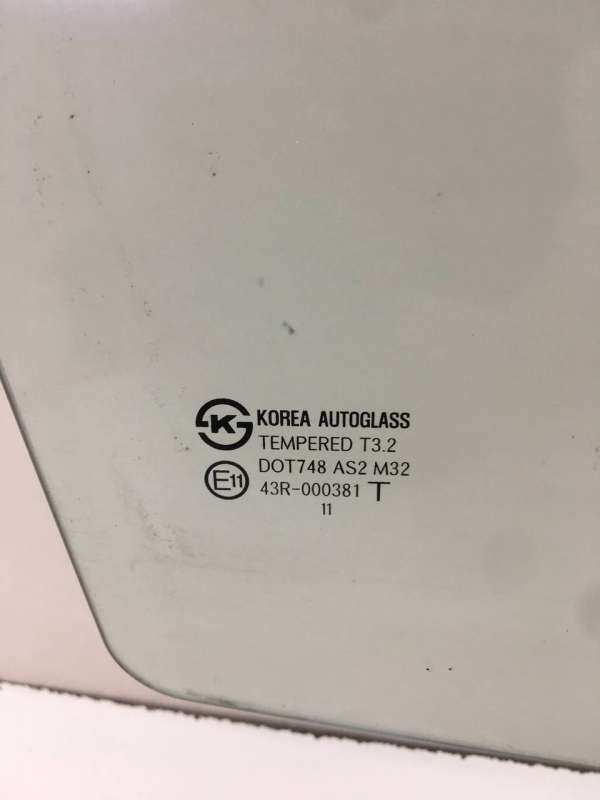 K KOREA AUTOGLASS
TEMPERED T3.2
DOT748 AS2 M32
E11 43R-000381 T
11